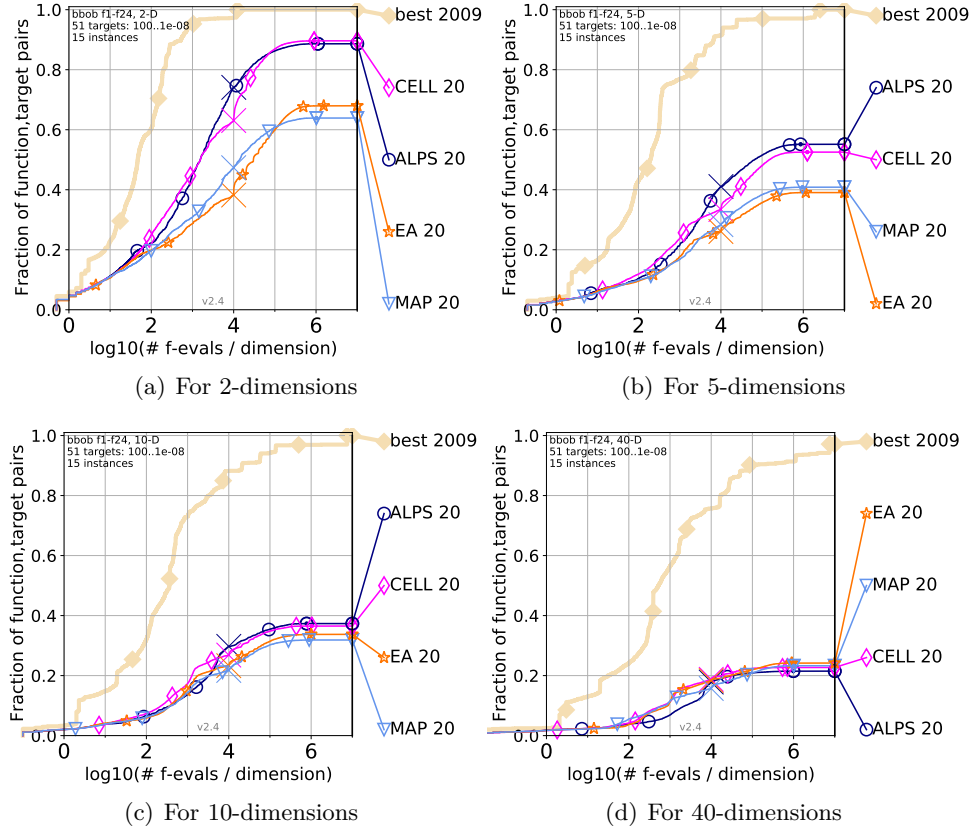 bbob f1-f24, 2-D
51 targets: 100..1e-08
15 instances
1.0
0.8
0.6
0.4
0.2
0.0
Fraction of function,target pairs
0 2 4 6
log10(# f-evals / dimension)
v2.4
best 2009
CELL 20
ALPS 20
EA 20
MAP 20
(a) For 2-dimensions
bbob f1-f24, 5-D
51 targets: 100..1e-08
15 instances
1.0
0.8
0.6
0.4
0.2
0.0
Fraction of function,target pairs
0 2 4 6
log10(# f-evals / dimension)
v2.4
best 2009
ALPS 20
CELL 20
MAP 20
EA 20
(b) For 5-dimensions
bbob f1-f24, 10-D
51 targets: 100..1e-08
15 instances
1.0
0.8
0.6
0.4
0.2
0.0
Fraction of function,target pairs
0 2 4 6
log10(# f-evals / dimension)
v2.4
best 2009
ALPS 20
CELL 20
EA 20
MAP 20
(c) For 10-dimensions
bbob f1-f24, 40-D
51 targets: 100..1e-08
15 instances
1.0
0.8
0.6
0.4
0.2
0.0
Fraction of function,target pairs
0 2 4 6
log10(# f-evals / dimension)
v2.4
best 2009
EA 20
MAP 20
CELL 20
ALPS 20
(d) For 40-dimensions